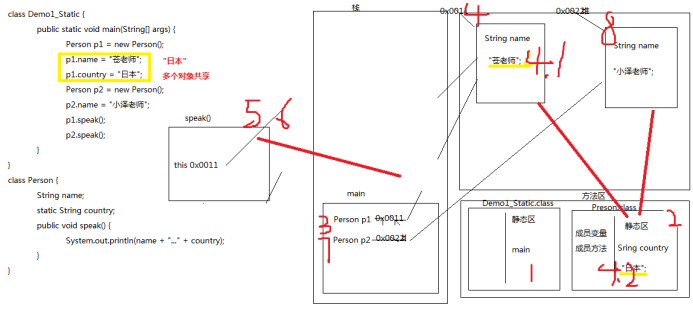 class Demo1_Static {
public static void main(String[] args) {
Person p1 = new Person();
p1.name = "苍老师";
p1.country = "日本";
Person p2 = new Person();
p2.name = "小泽老师";
p1.speak();
p2.speak();
}
}
class Person {
String name;
static String country;
public void speak() {
System.out.println(name + "..." + country);
}
}
"日本"
多个对象共享
speak()
this 0x0011
5
6
栈
main
Person p1 0x0011
Person p2 0x0022
3
7
0x0011
4
String name
"苍老师";
4.1
0x0022
堆
8
String name
"小泽老师";
方法区
Demo1_Static.class
静态区
main
1
Preson.class
成员变量
成员方法
静态区
2
Sring country
"日本";
4.2